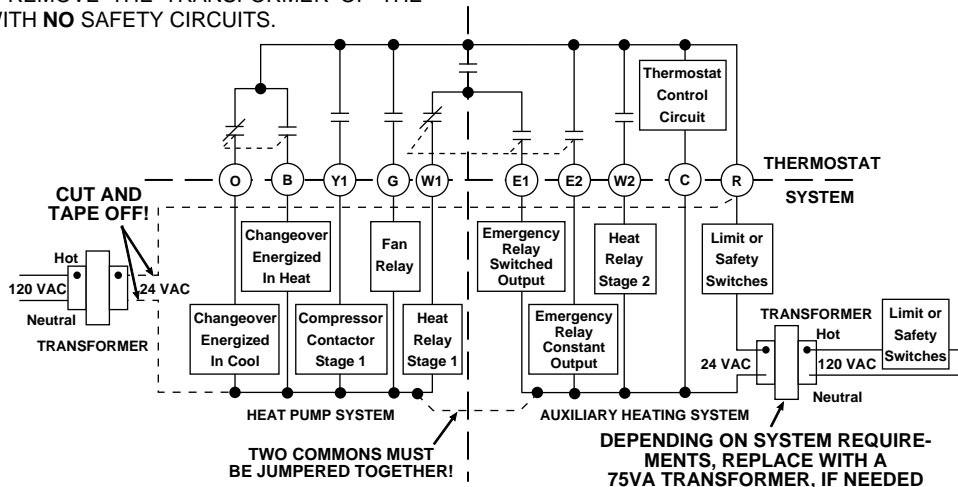 REMOVE THE TRANSFORMER OF THE
WITH NO SAFETY CIRCUITS.
Thermostat
Control
Circuit
O
B
Y1
G
W1
E1
E2
W2
C
R
THERMOSTAT
SYSTEM
CUT AND
TAPE OFF!
Hot
120 VAC
24 VAC
Neutral
TRANSFORMER
Changeover
Energized
In Heat
Fan
Relay
Changeover
Energized
In Cool
Compressor
Contactor
Stage 1
Heat
Relay
Stage 1
Emergency
Relay
Switched
Output
Heat
Relay
Stage 2
Limit or
Safety
Switches
Emergency
Relay
Constant
Output
TRANSFORMER
Hot
24 VAC
120 VAC
Neutral
Limit or
Safety
Switches
HEAT PUMP SYSTEM
AUXILIARY HEATING SYSTEM
TWO COMMONS MUST
BE JUMPERED TOGETHER!
DEPENDING ON SYSTEM REQUIRE-
MENTS, REPLACE WITH A
75VA TRANSFORMER, IF NEEDED